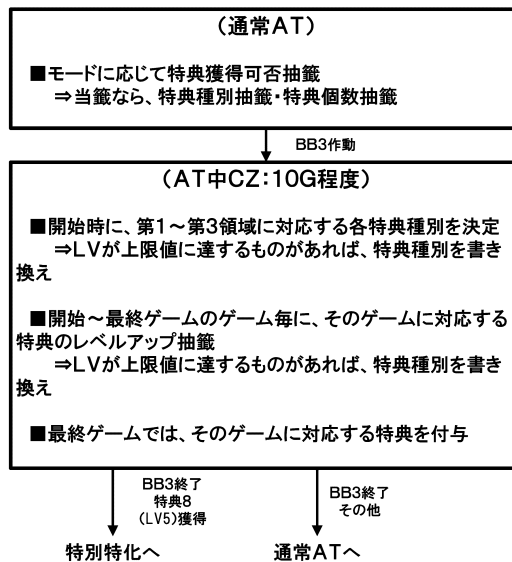 (通常AT)
■モードに応じて特典獲得可否抽籤
⇒当籤なら、特典種別抽籤・特典個数抽籤
BB3作動
(AT中CZ:10G程度)
■開始時に、第1~第3領域に対応する各特典種別を決定
⇒LVが上限値に達するものがあれば、特典種別を書き
換え
■開始~最終ゲームのゲーム毎に、そのゲームに対応する
特典のレベルアップ抽籤
⇒LVが上限値に達するものがあれば、特典種別を書き
換え
■最終ゲームでは、そのゲームに対応する特典を付与
BB3終了
特典8
(LV5)獲得
BB3終了
その他
特別特化へ
通常ATへ